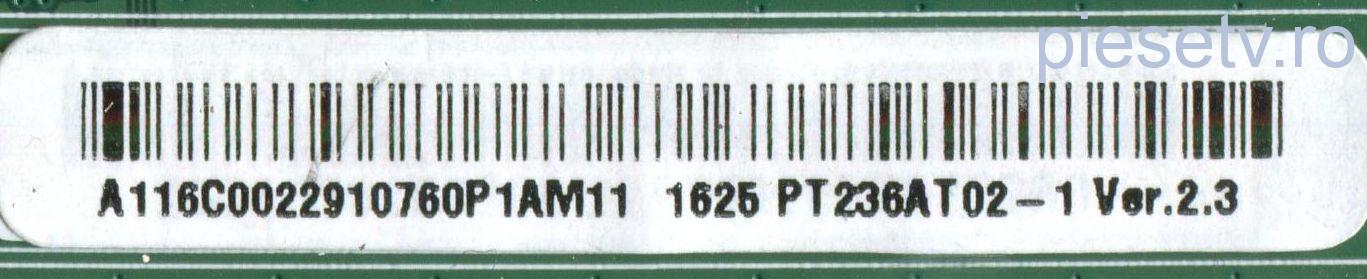 piesetv.ro
A116C0022910760P1AM11 1625 PT236AT02-1 Ver.2.3